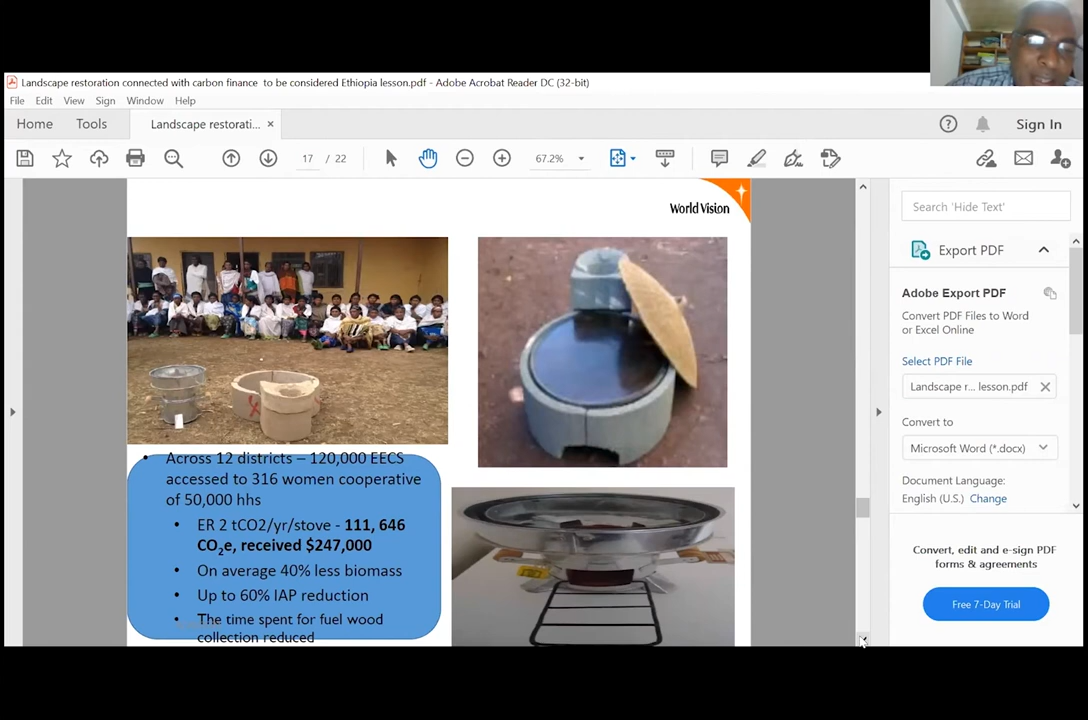 Landscape restoration connected with carbon finance to be considered Ethiopia lesson.pdf - Adobe Acrobat Reader DC (32-bit)
File Edit View Sign Window Help
Home Tools Landscape restorati... × Sign In
17 / 22 67.2%
World Vision
• Across 12 districts – 120,000 EECS
accessed to 316 women cooperative
of 50,000 hhs
• ER 2 tCO2/yr/stove - 111, 646
CO2e, received $247,000
• On average 40% less biomass
• Up to 60% IAP reduction
• The time spent for fuel wood
collection reduced
Search 'Hide Text'
Export PDF
Adobe Export PDF
Convert PDF Files to Word
or Excel Online
Select PDF File
Landscape r... lesson.pdf
Convert to
Microsoft Word (*.docx)
Document Language:
English (U.S.) Change
Convert, edit and e-sign PDF
forms & agreements
Free 7-Day Trial